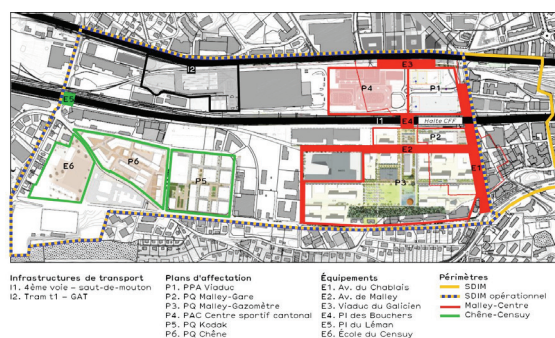 E3
I2
P4
P1
E5
I1
E4
Halte CFF
P2
E2
E1
E6
P6
P5
P3
Infrastructures de transport
I1. 4ème voie – saut-de-mouton
I2. Tram t1 – GAT
Plans d'affectation
P1. PPA Viaduc
P2. PQ Malley-Gare
P3. PQ Malley-Gazomètre
P4. PAC Centre sportif cantonal
P5. PQ Kodak
P6. PQ Chêne
Équipements
E1. Av. du Chablais
E2. Av. de Malley
E3. Viaduc du Galicien
E4. PI des Bouchers
E5. PI du Léman
E6. École du Censuy
Périmètres
SDIM
SDIM opérationnel
Malley-Centre
Chêne-Censuy